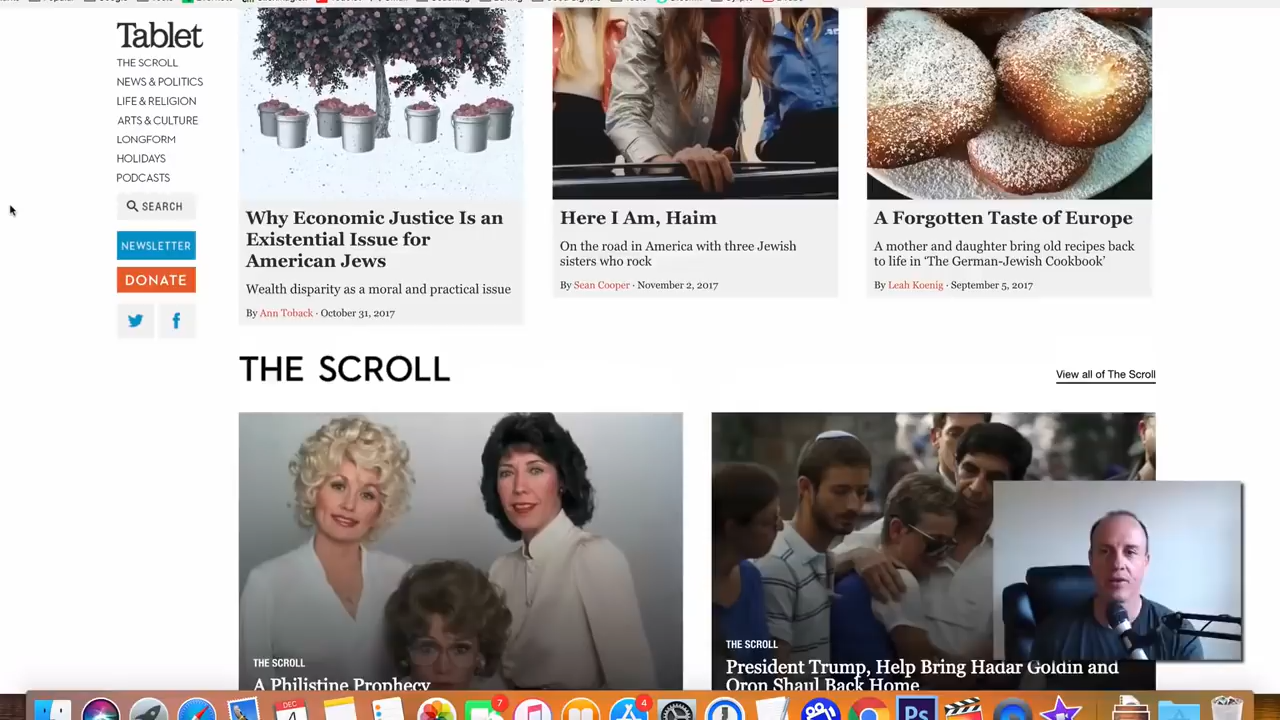 Tablet
THE SCROLL
NEWS & POLITICS
LIFE & RELIGION
ARTS & CULTURE
LONGFORM
HOLIDAYS
PODCASTS
SEARCH
NEWSLETTER
DONATE
Why Economic Justice Is an
Existential Issue for
American Jews
Wealth disparity as a moral and practical issue
By Ann Toback · October 31, 2017
Here I Am, Haim
On the road in America with three Jewish
sisters who rock
By Sean Cooper · November 2, 2017
A Forgotten Taste of Europe
A mother and daughter bring old recipes back
to life in ‘The German-Jewish Cookbook’
By Leah Koenig · September 5, 2017
THE SCROLL
View all of The Scroll
THE SCROLL
A Philistine Prophecy
THE SCROLL
President Trump, Help Bring Hadar Goldin and
Oron Shaul Back Home
DEC
7
4
Ps